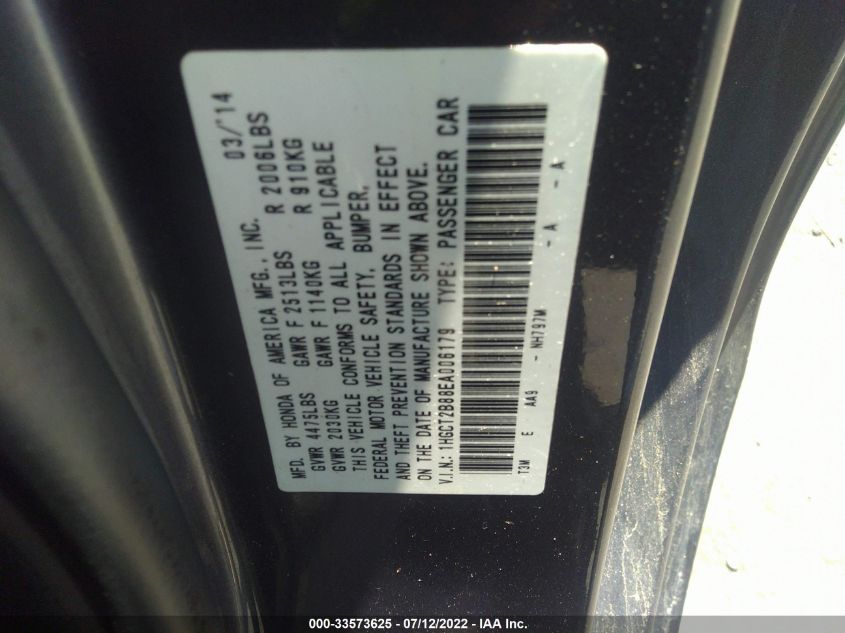 MFD. BY HONDA OF AMERICA MFG., INC. 03/'14
GVWR 4475LBS GAWR F 2513LBS R 2006LBS
GVWR 2030KG GAWR F 1140KG R 910KG
THIS VEHICLE CONFORMS TO ALL APPLICABLE
FEDERAL MOTOR VEHICLE SAFETY, BUMPER,
AND THEFT PREVENTION STANDARDS IN EFFECT
ON THE DATE OF MANUFACTURE SHOWN ABOVE.
V.I.N.: 1HGCT2B88EA006179 TYPE: PASSENGER CAR
T3M E AA9 - NH797M - A - A
000-33573625 - 07/12/2022 - IAA Inc.